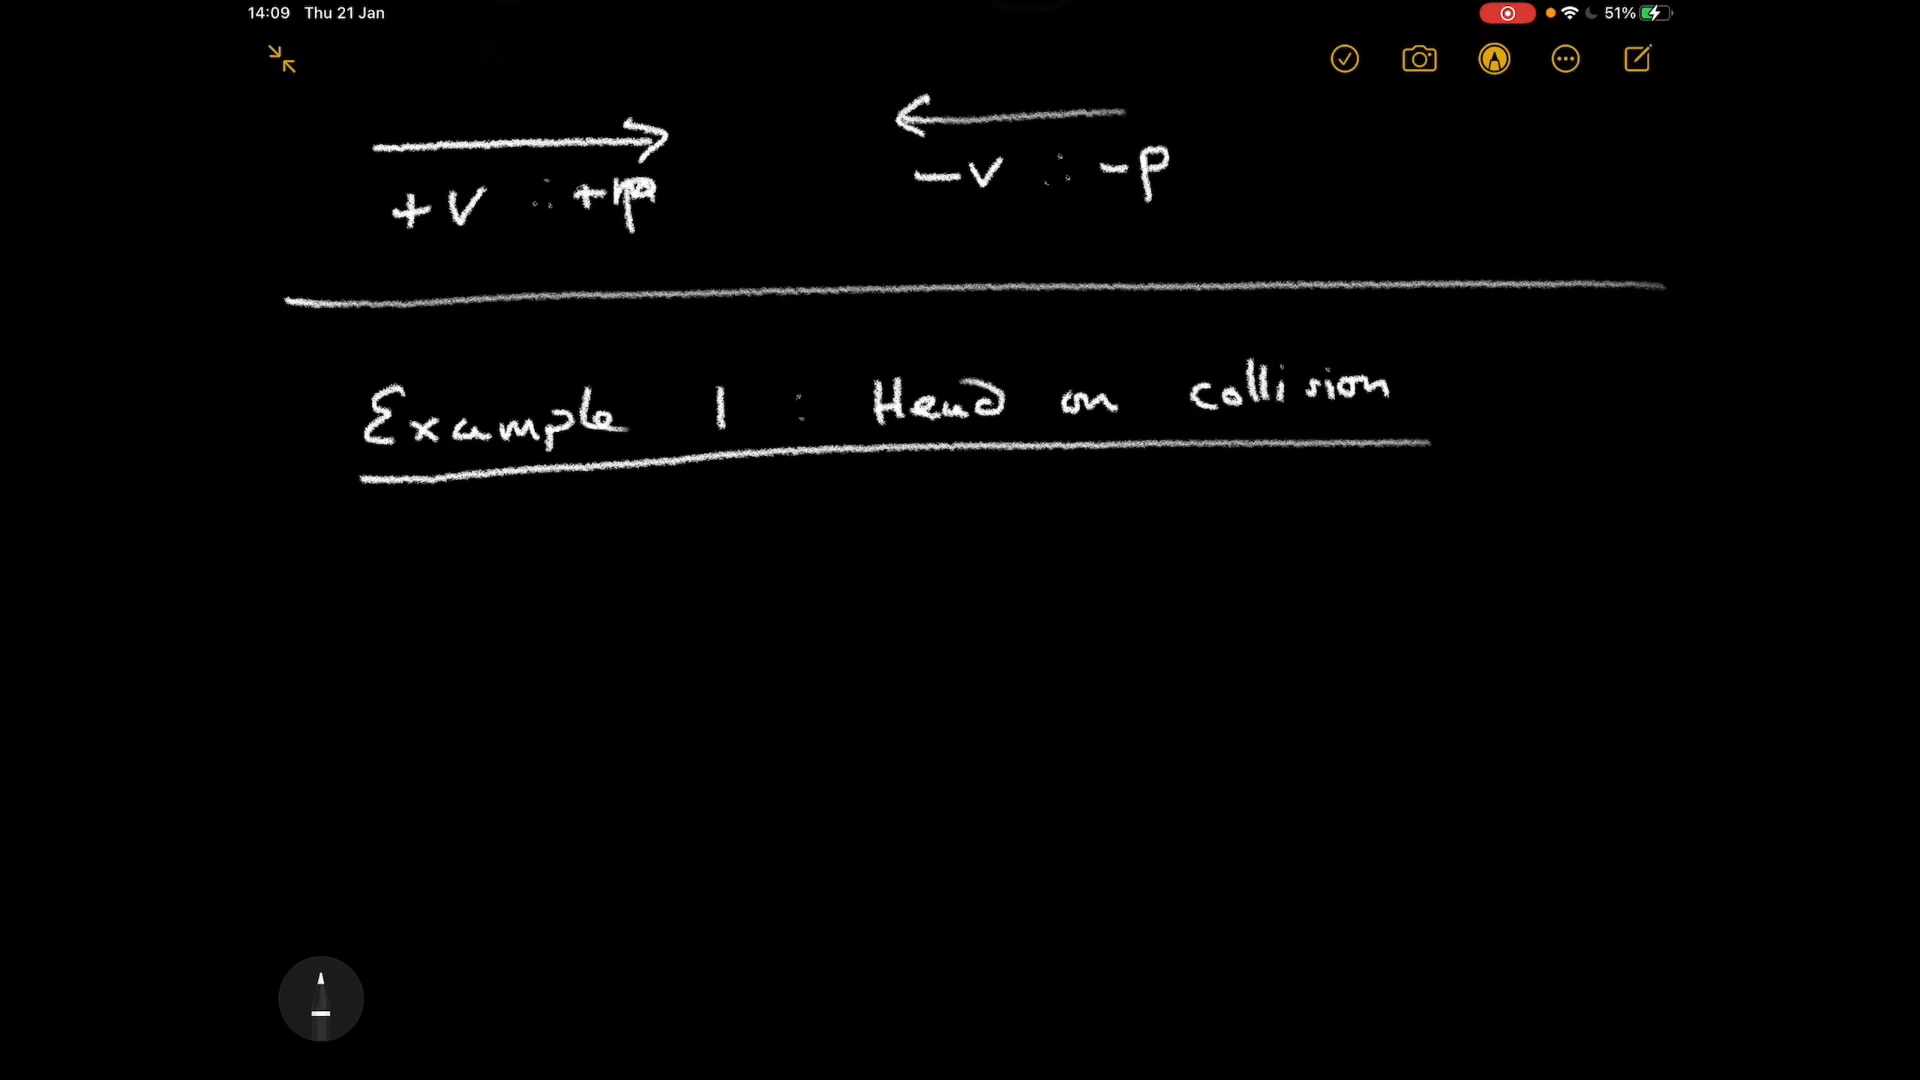 14:09 Thu 21 Jan 51%
+v ∴ +p
-v ∴ -p
Example 1 : Head on collision